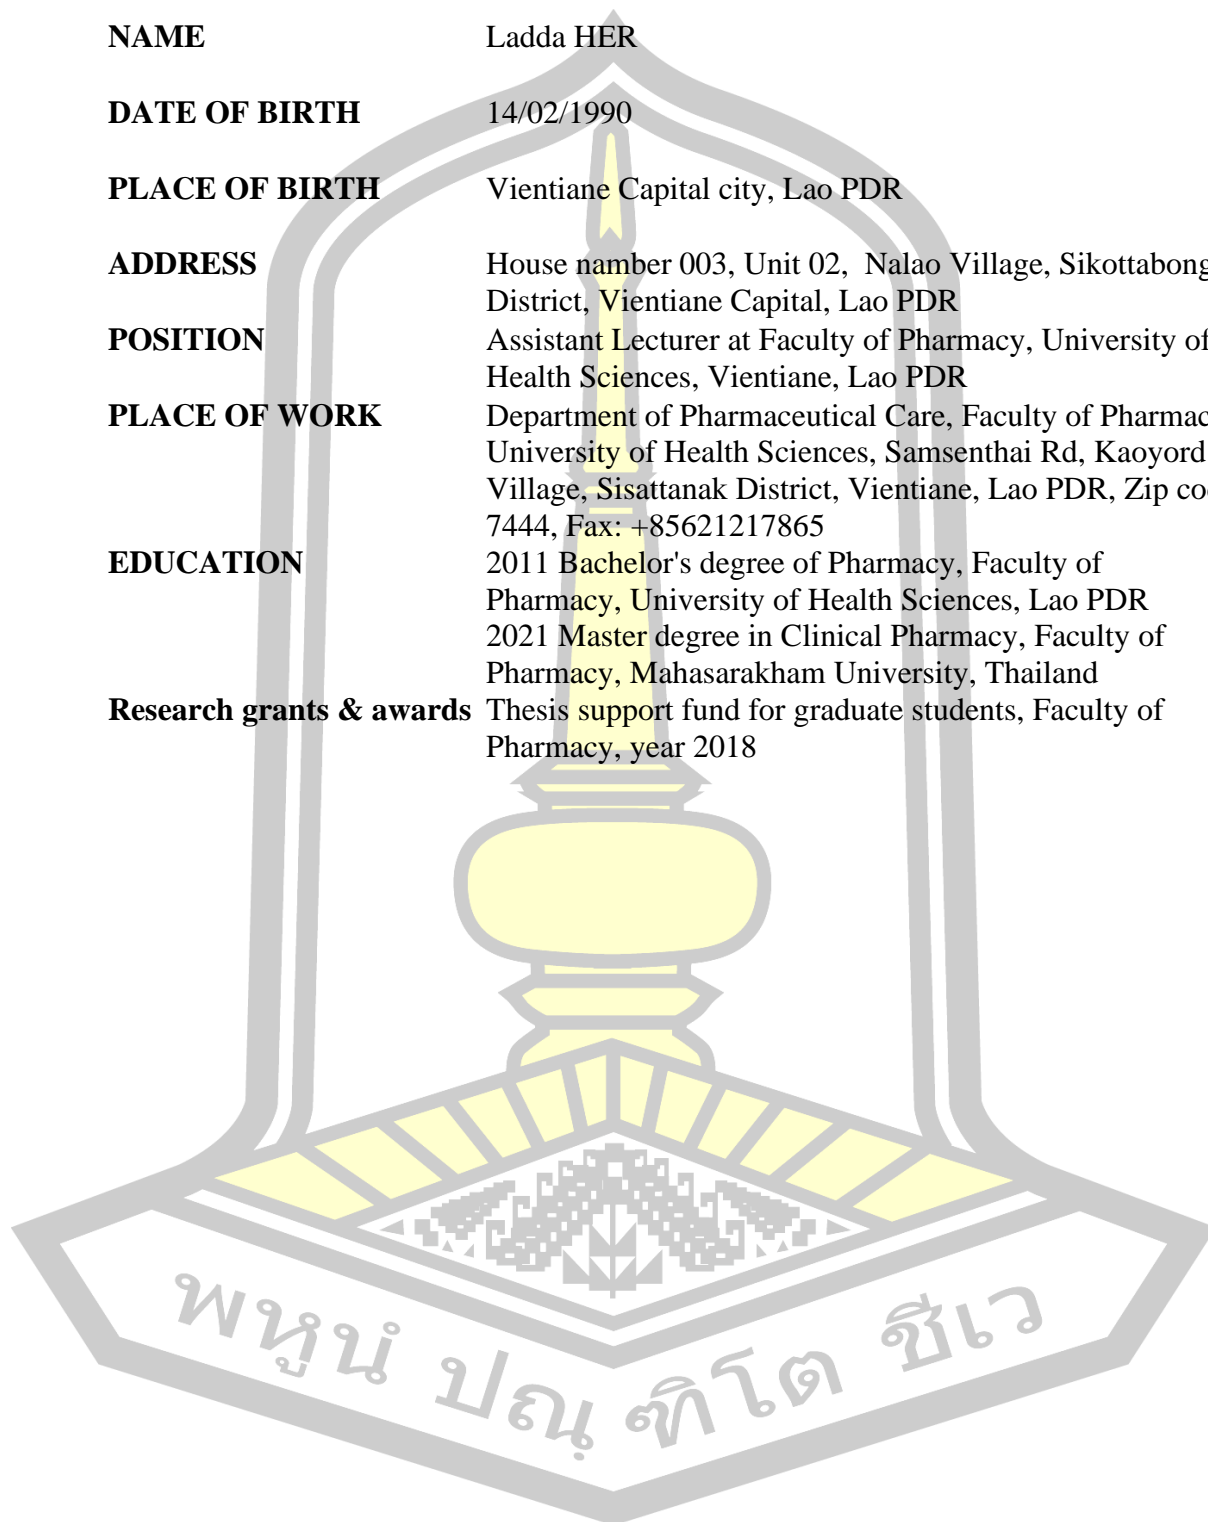 NAME Ladda HER
DATE OF BIRTH 14/02/1990
PLACE OF BIRTH Vientiane Capital city, Lao PDR
ADDRESS House namber 003, Unit 02, Nalao Village, Sikottabong
District, Vientiane Capital, Lao PDR
POSITION Assistant Lecturer at Faculty of Pharmacy, University of
Health Sciences, Vientiane, Lao PDR
PLACE OF WORK Department of Pharmaceutical Care, Faculty of Pharmac
University of Health Sciences, Samsenthai Rd, Kaoyord
Village, Sisattanak District, Vientiane, Lao PDR, Zip co
7444, Fax: +85621217865
EDUCATION 2011 Bachelor's degree of Pharmacy, Faculty of
Pharmacy, University of Health Sciences, Lao PDR
2021 Master degree in Clinical Pharmacy, Faculty of
Pharmacy, Mahasarakham University, Thailand
Research grants & awards Thesis support fund for graduate students, Faculty of
Pharmacy, year 2018
พหูนํ ปณฺ ฑิโต ชีเว